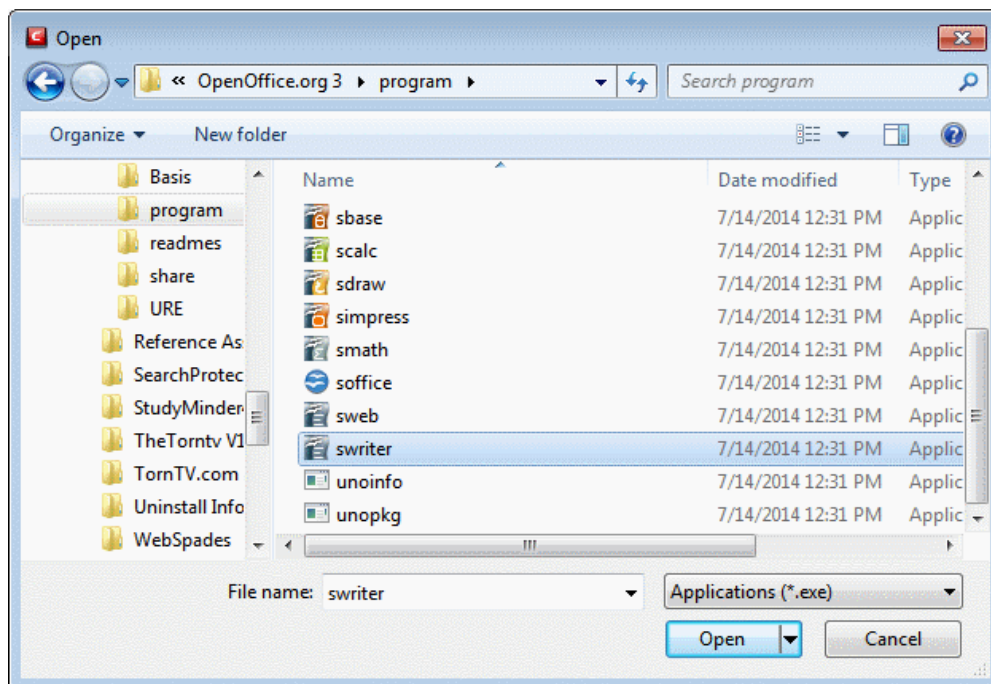 Open
« OpenOffice.org 3 program Search program
Organize New folder
Name Date modified Type
Basis
program
readmes
share
URE
Reference As
SearchProtec
StudyMinder
TheTorntv V1
TornTV.com
Uninstall Info
WebSpades
sbase 7/14/2014 12:31 PM Applic
scalc 7/14/2014 12:31 PM Applic
sdraw 7/14/2014 12:31 PM Applic
simpress 7/14/2014 12:31 PM Applic
smath 7/14/2014 12:31 PM Applic
soffice 7/14/2014 12:31 PM Applic
sweb 7/14/2014 12:31 PM Applic
swriter 7/14/2014 12:31 PM Applic
unoinfo 7/14/2014 12:31 PM Applic
unopkg 7/14/2014 12:31 PM Applic
File name: swriter Applications (*.exe)
Open Cancel